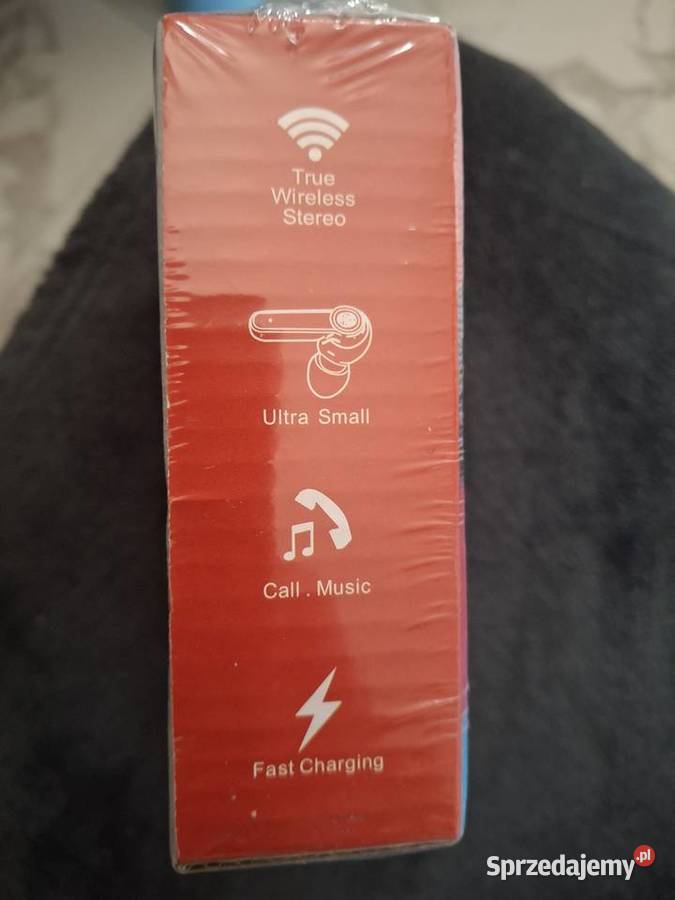 True
Wireless
Stereo
Ultra Small
Call . Music
Fast Charging
Sprzedajemy.pl